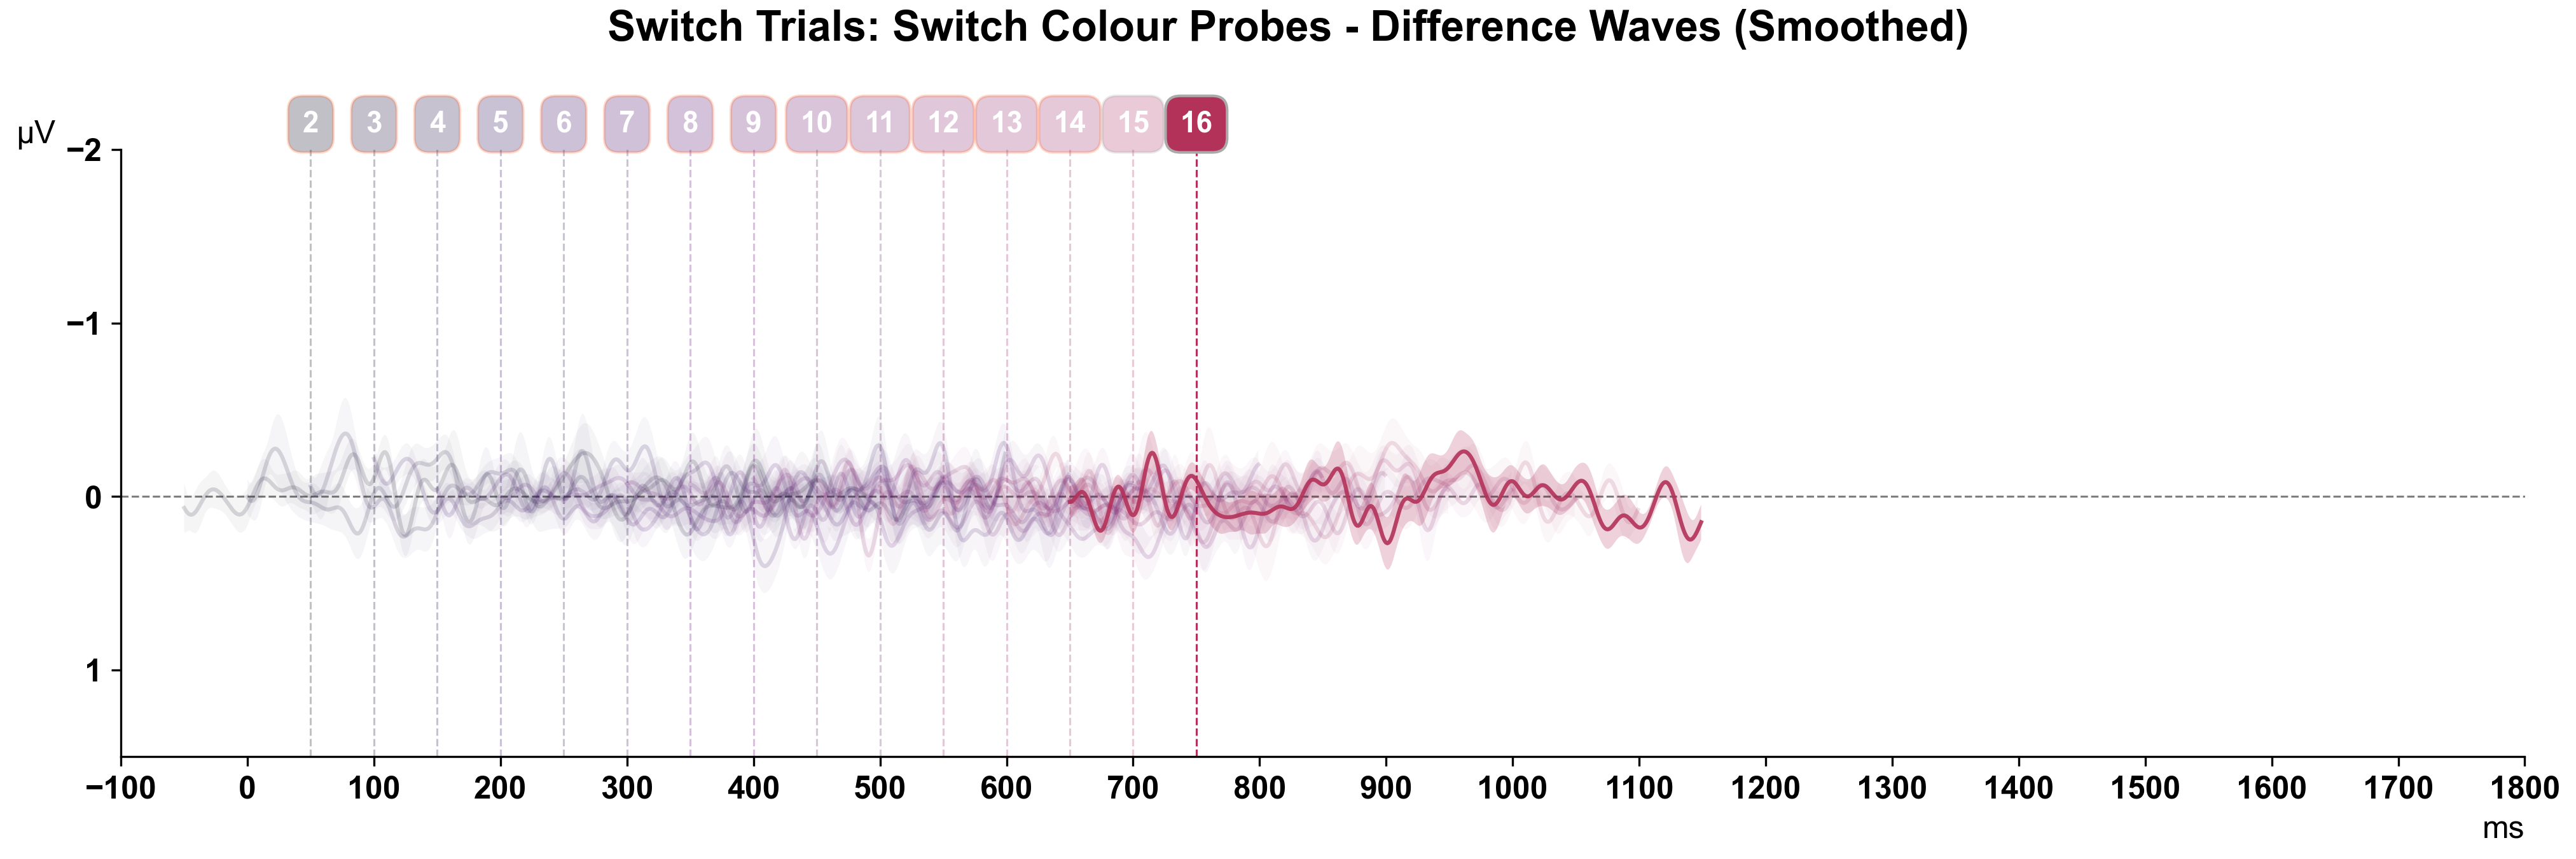 Switch Trials: Switch Colour Probes - Difference Waves (Smoothed)
2 3 4 5 6 7 8 9 10 11 12 13 14 15 16
µV
−2
−1
0
1
−100 0 100 200 300 400 500 600 700 800 900 1000 1100 1200 1300 1400 1500 1600 1700 1800
ms